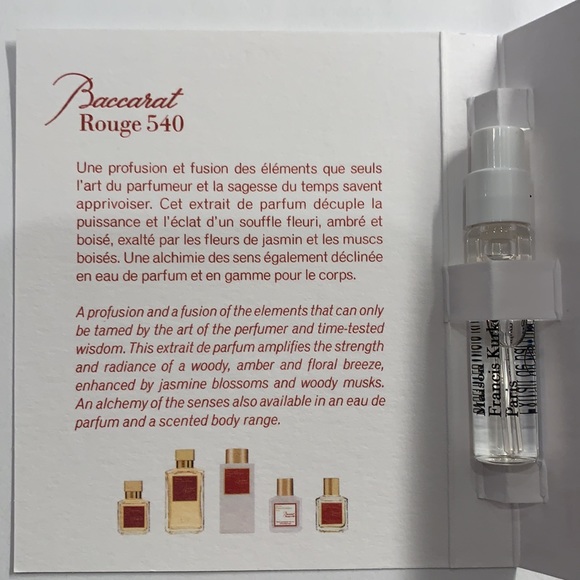 Baccarat
Rouge 540
Une profusion et fusion des éléments que seuls
l'art du parfumeur et la sagesse du temps savent
apprivoiser. Cet extrait de parfum décuple la
puissance et l'éclat d'un souffle fleuri, ambré et
boisé, exalté par les fleurs de jasmin et les muscs
boisés. Une alchimie des sens également déclinée
en eau de parfum et en gamme pour le corps.
A profusion and a fusion of the elements that can only
be tamed by the art of the perfumer and time-tested
wisdom. This extrait de parfum amplifies the strength
and radiance of a woody, amber and floral breeze,
enhanced by jasmine blossoms and woody musks.
An alchemy of the senses also available in an eau de
parfum and a scented body range.
Maison
Francis Kurk
Paris